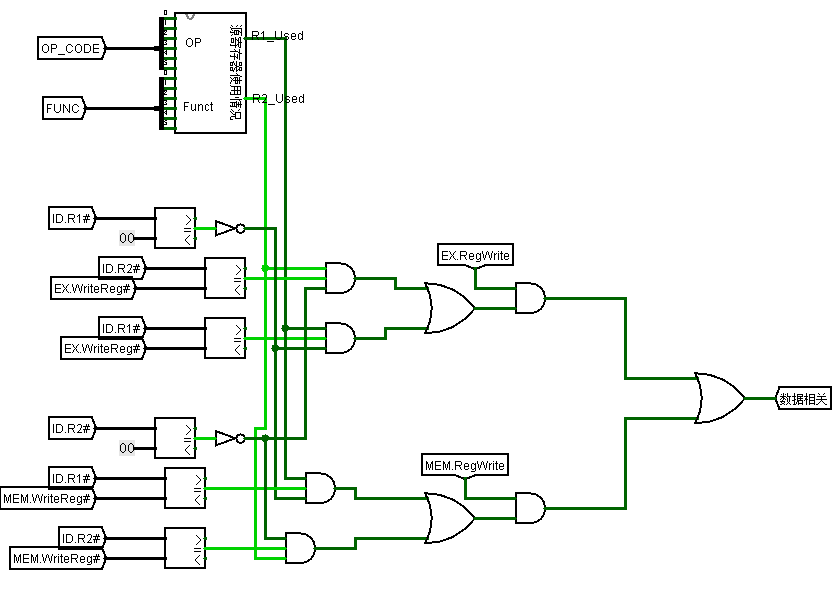 OP_CODE
OP
R1_Used
源寄存器使用情况
FUNC
Funct
R2_Used
ID.R1#
00
ID.R2#
EX.WriteReg#
EX.RegWrite
ID.R1#
EX.WriteReg#
数据相关
ID.R2#
00
MEM.RegWrite
ID.R1#
MEM.WriteReg#
ID.R2#
MEM.WriteReg#